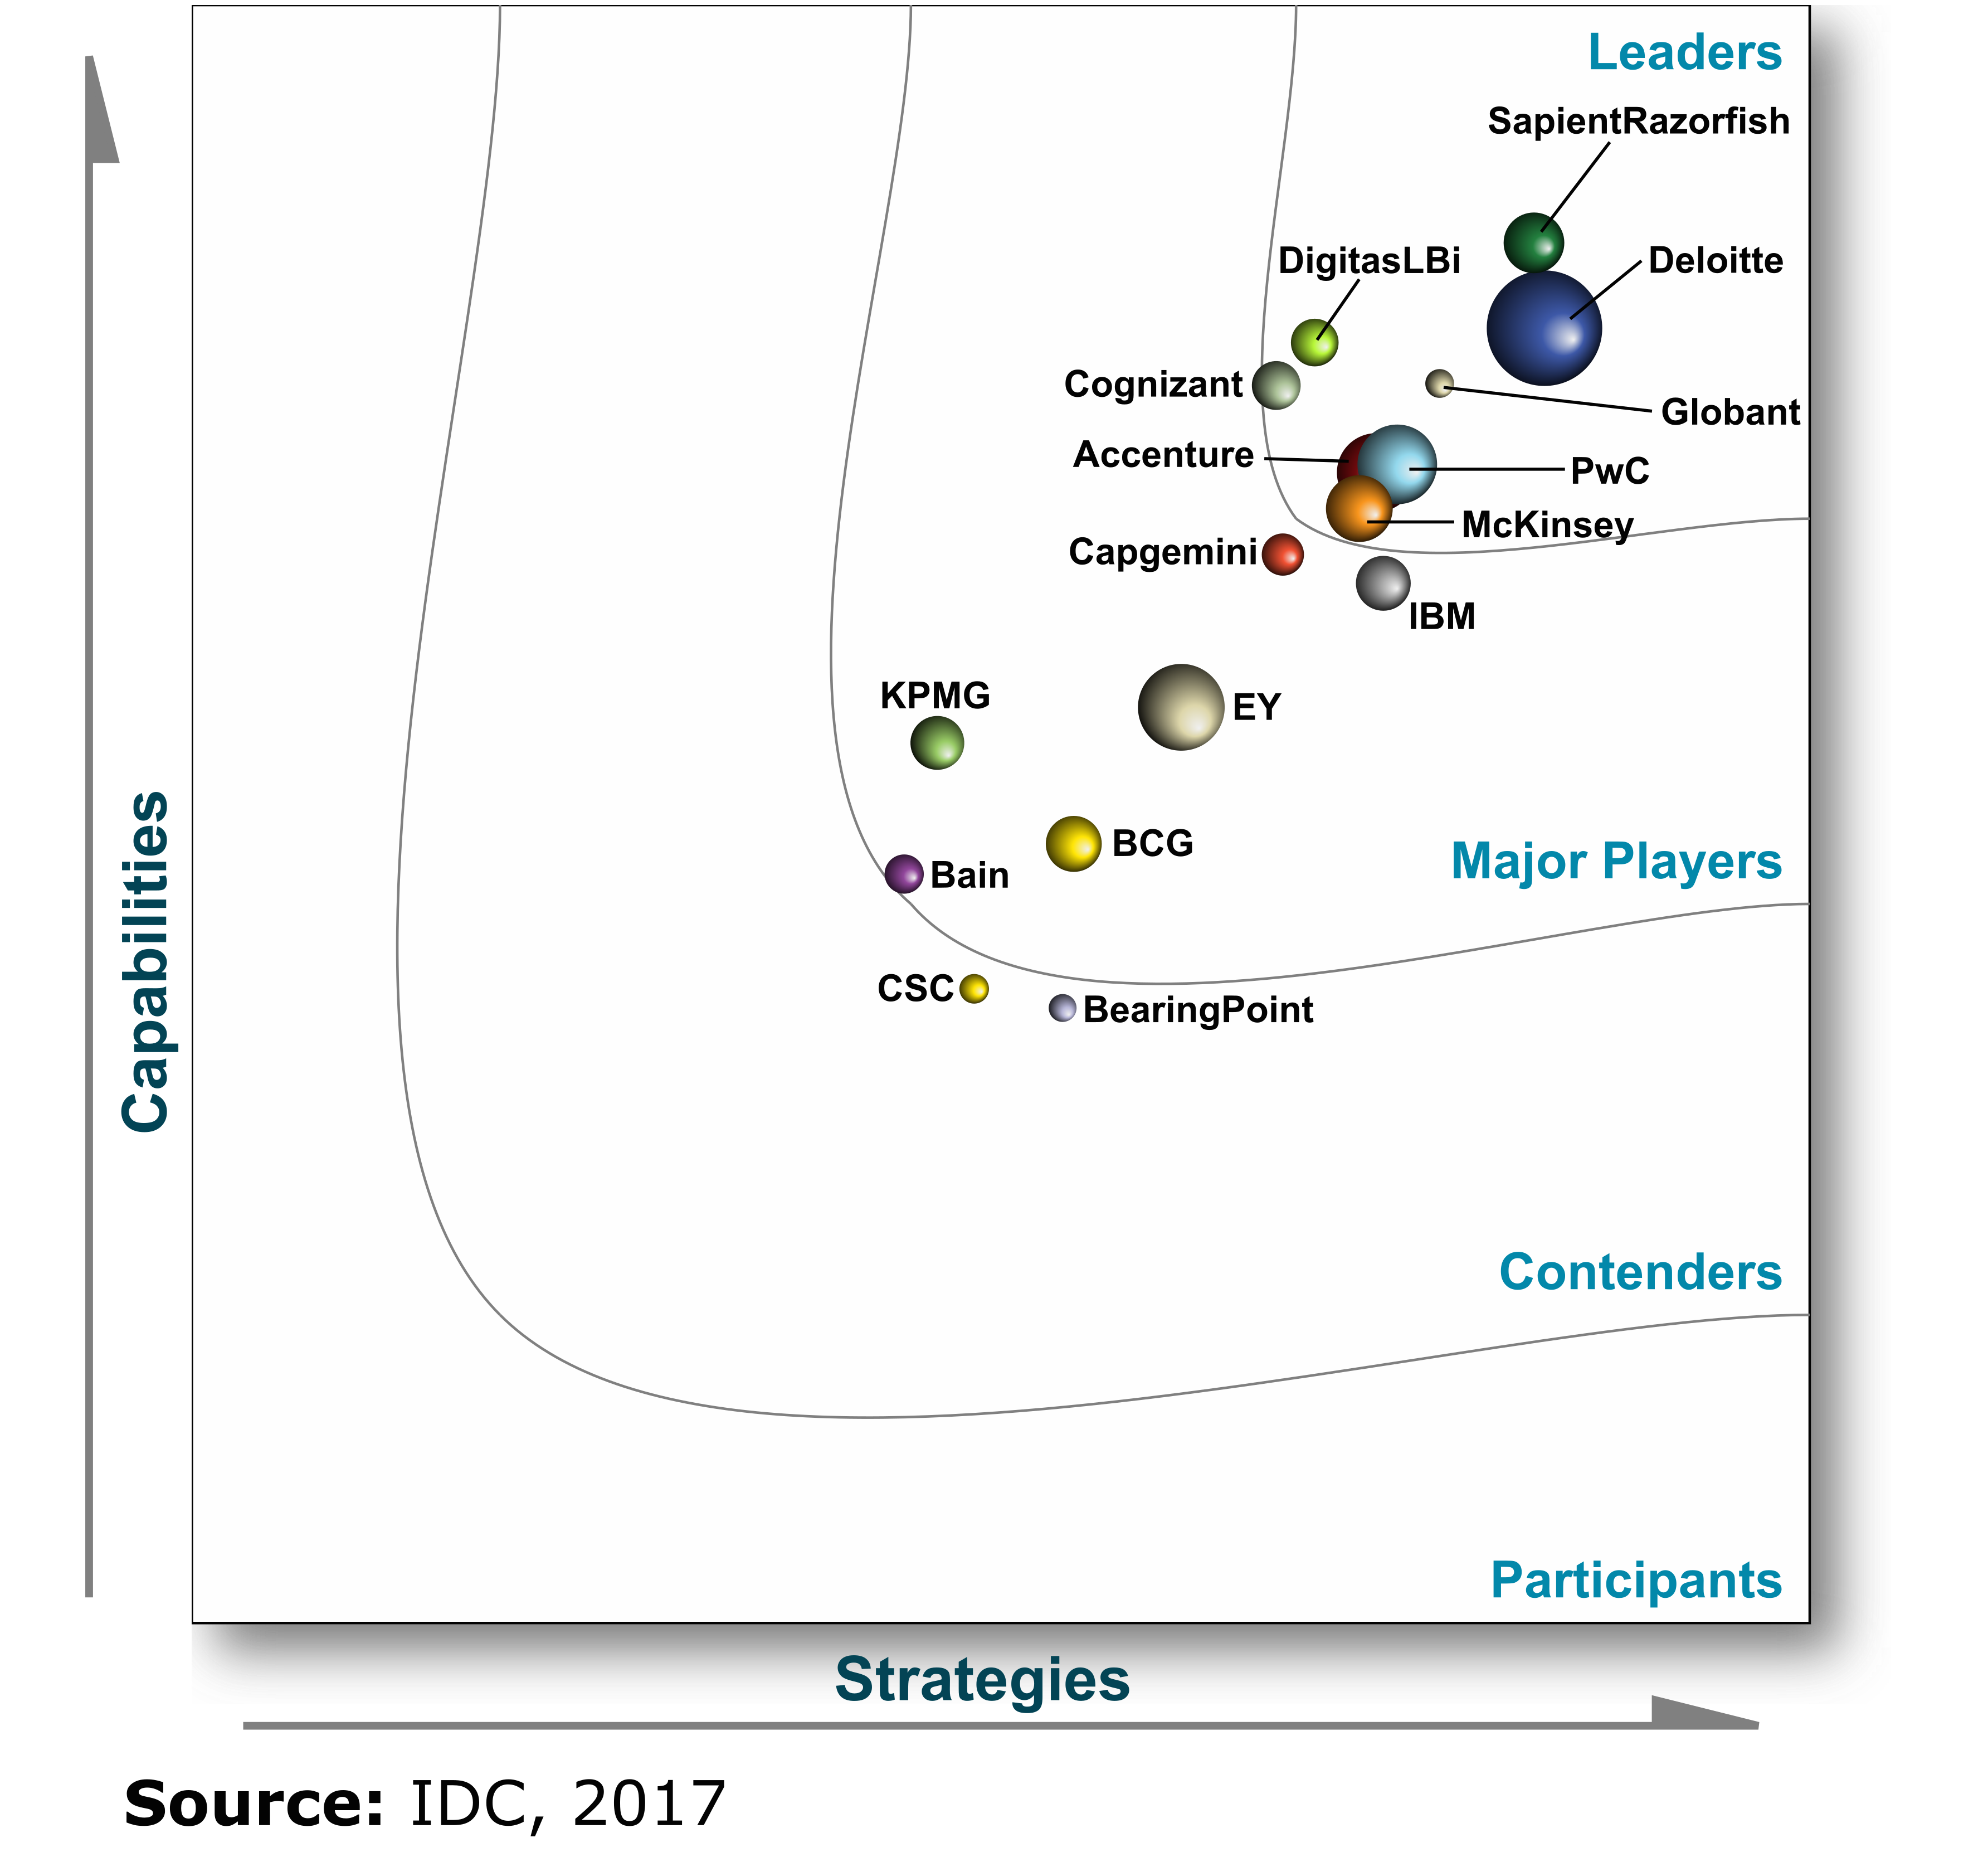 Leaders
SapientRazorfish
DigitasLBi
Deloitte
Cognizant
Globant
Accenture
PwC
McKinsey
Capgemini
IBM
KPMG
EY
BCG
Major Players
Bain
CSC
BearingPoint
Capabilities
Contenders
Participants
Strategies
Source: IDC, 2017